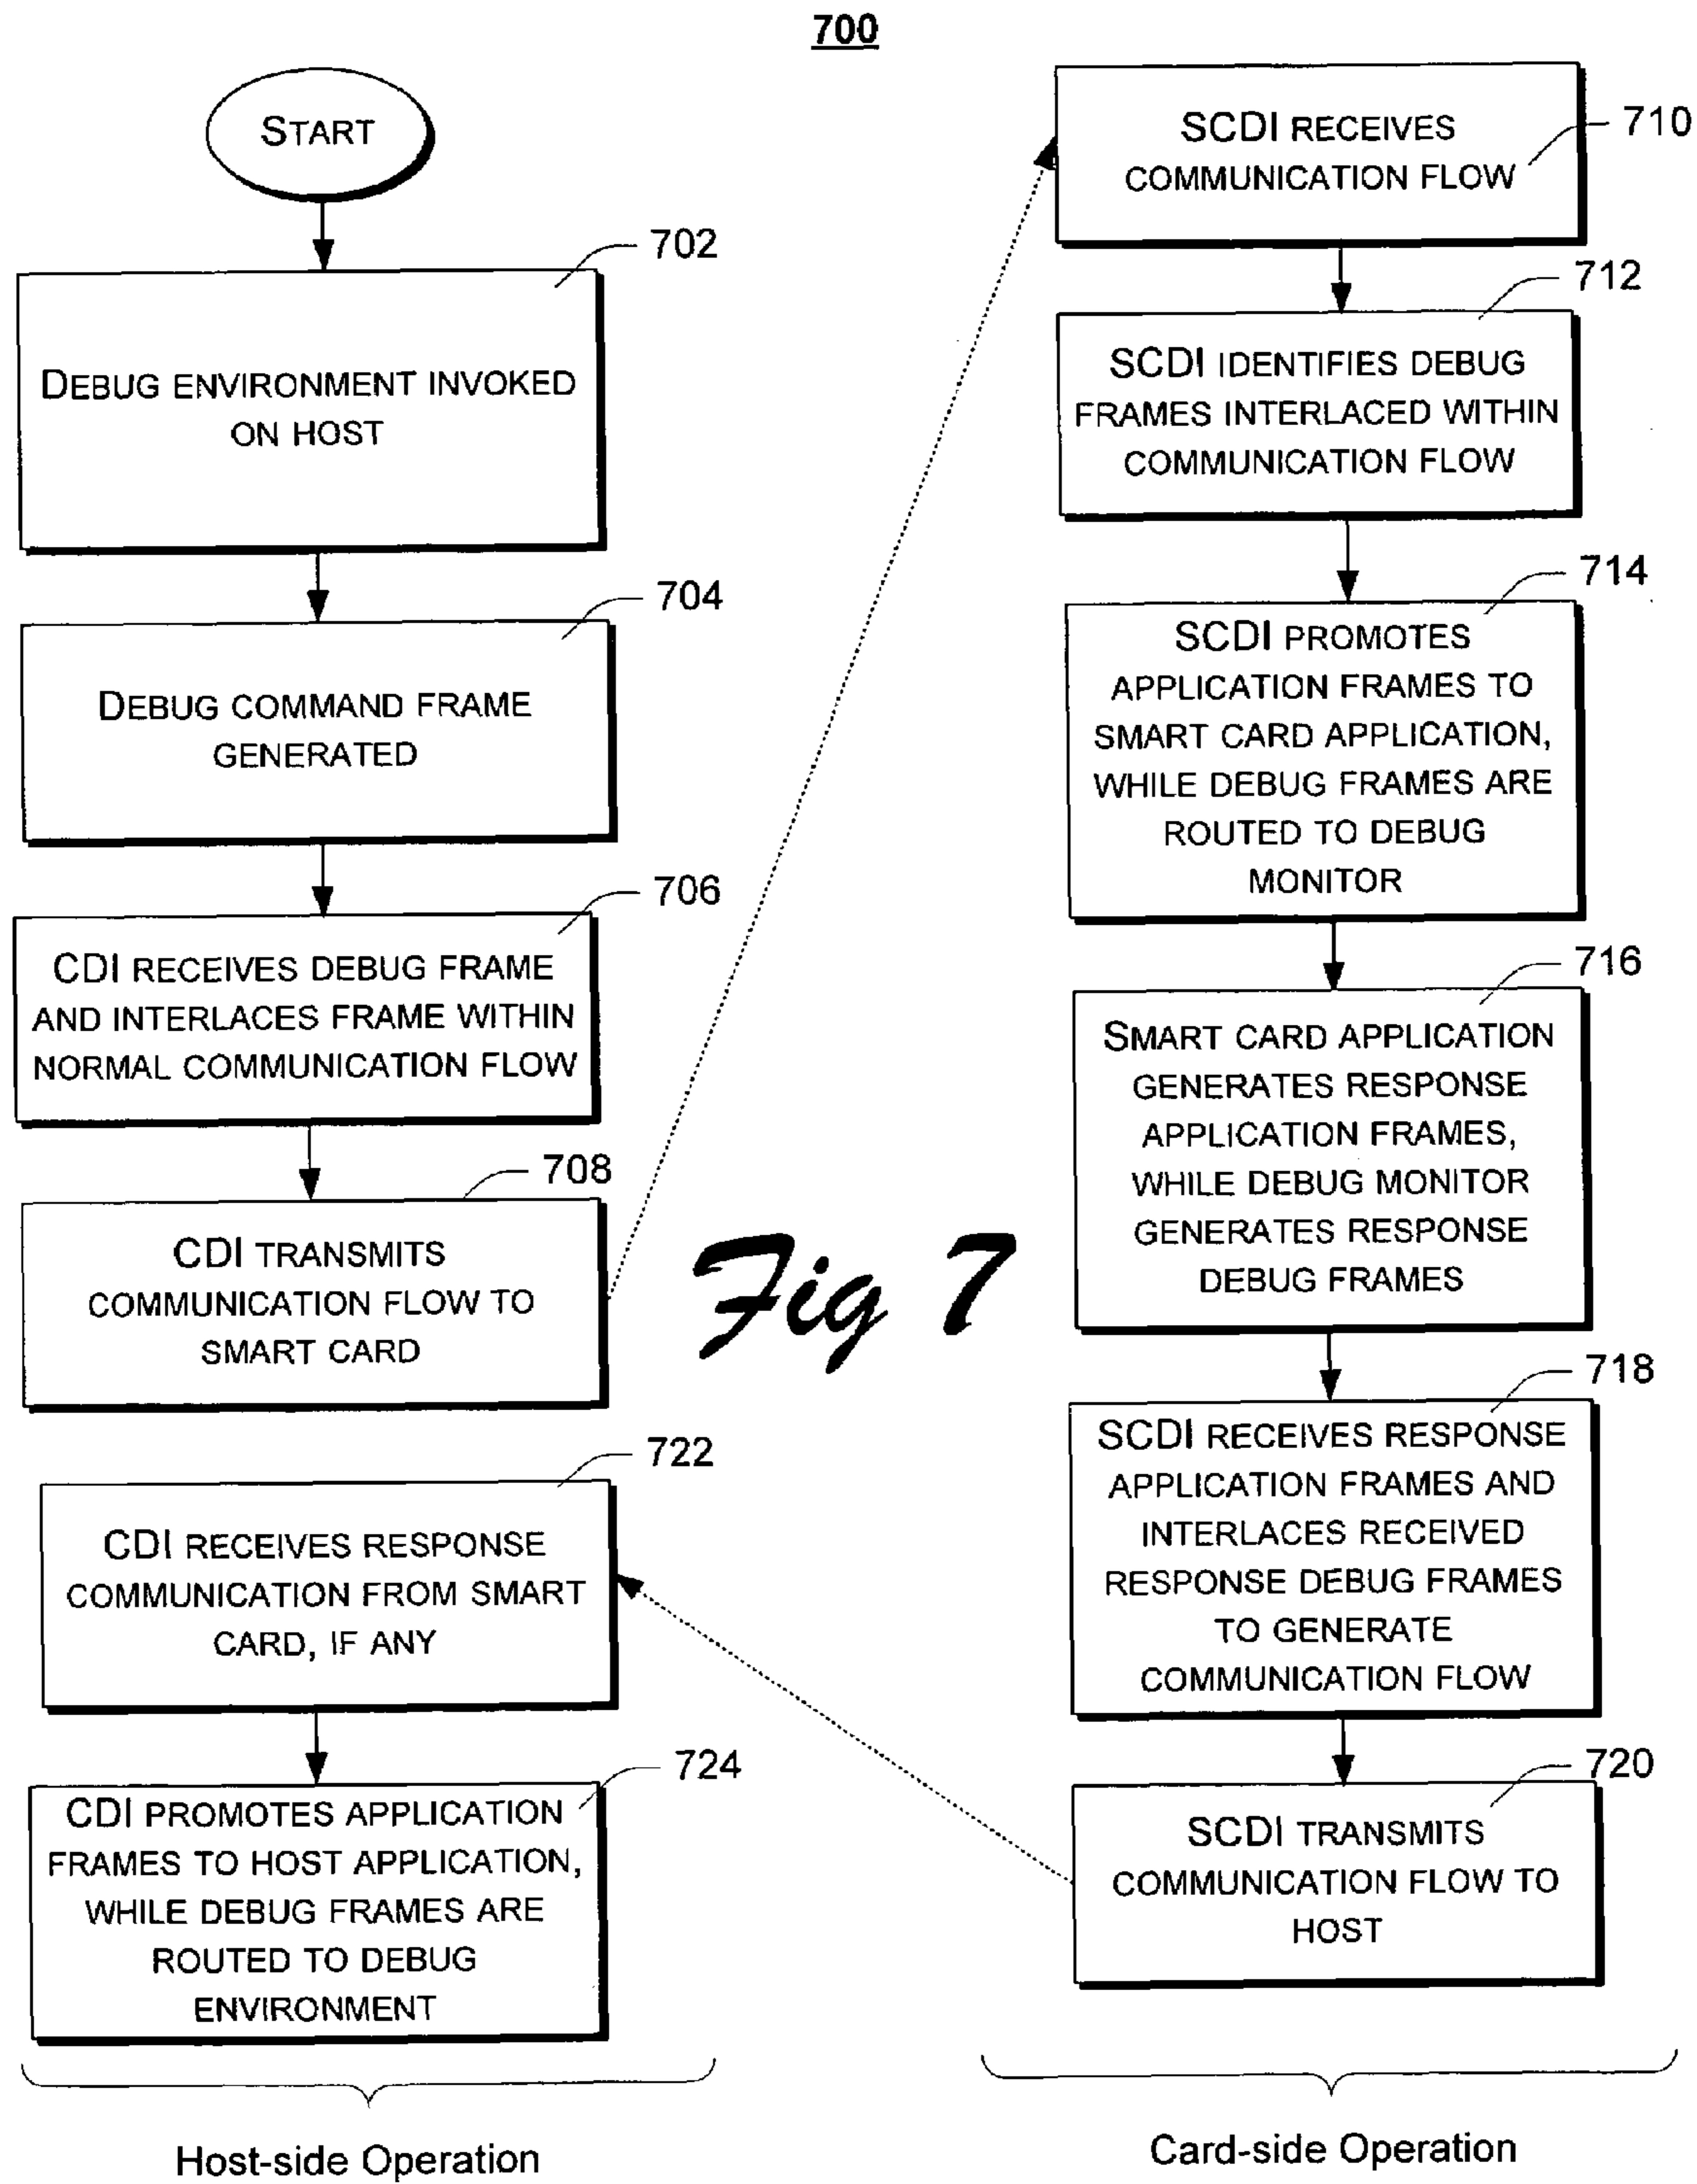 700
START
702
DEBUG ENVIRONMENT INVOKED
ON HOST
704
DEBUG COMMAND FRAME
GENERATED
706
CDI RECEIVES DEBUG FRAME
AND INTERLACES FRAME WITHIN
NORMAL COMMUNICATION FLOW
708
CDI TRANSMITS
COMMUNICATION FLOW TO
SMART CARD
722
CDI RECEIVES RESPONSE
COMMUNICATION FROM SMART
CARD, IF ANY
724
CDI PROMOTES APPLICATION
FRAMES TO HOST APPLICATION,
WHILE DEBUG FRAMES ARE
ROUTED TO DEBUG
ENVIRONMENT
Host-side Operation
Fig 7
710
SCDI RECEIVES
COMMUNICATION FLOW
712
SCDI IDENTIFIES DEBUG
FRAMES INTERLACED WITHIN
COMMUNICATION FLOW
714
SCDI PROMOTES
APPLICATION FRAMES TO
SMART CARD APPLICATION,
WHILE DEBUG FRAMES ARE
ROUTED TO DEBUG
MONITOR
716
SMART CARD APPLICATION
GENERATES RESPONSE
APPLICATION FRAMES,
WHILE DEBUG MONITOR
GENERATES RESPONSE
DEBUG FRAMES
718
SCDI RECEIVES RESPONSE
APPLICATION FRAMES AND
INTERLACES RECEIVED
RESPONSE DEBUG FRAMES
TO GENERATE
COMMUNICATION FLOW
720
SCDI TRANSMITS
COMMUNICATION FLOW TO
HOST
Card-side Operation